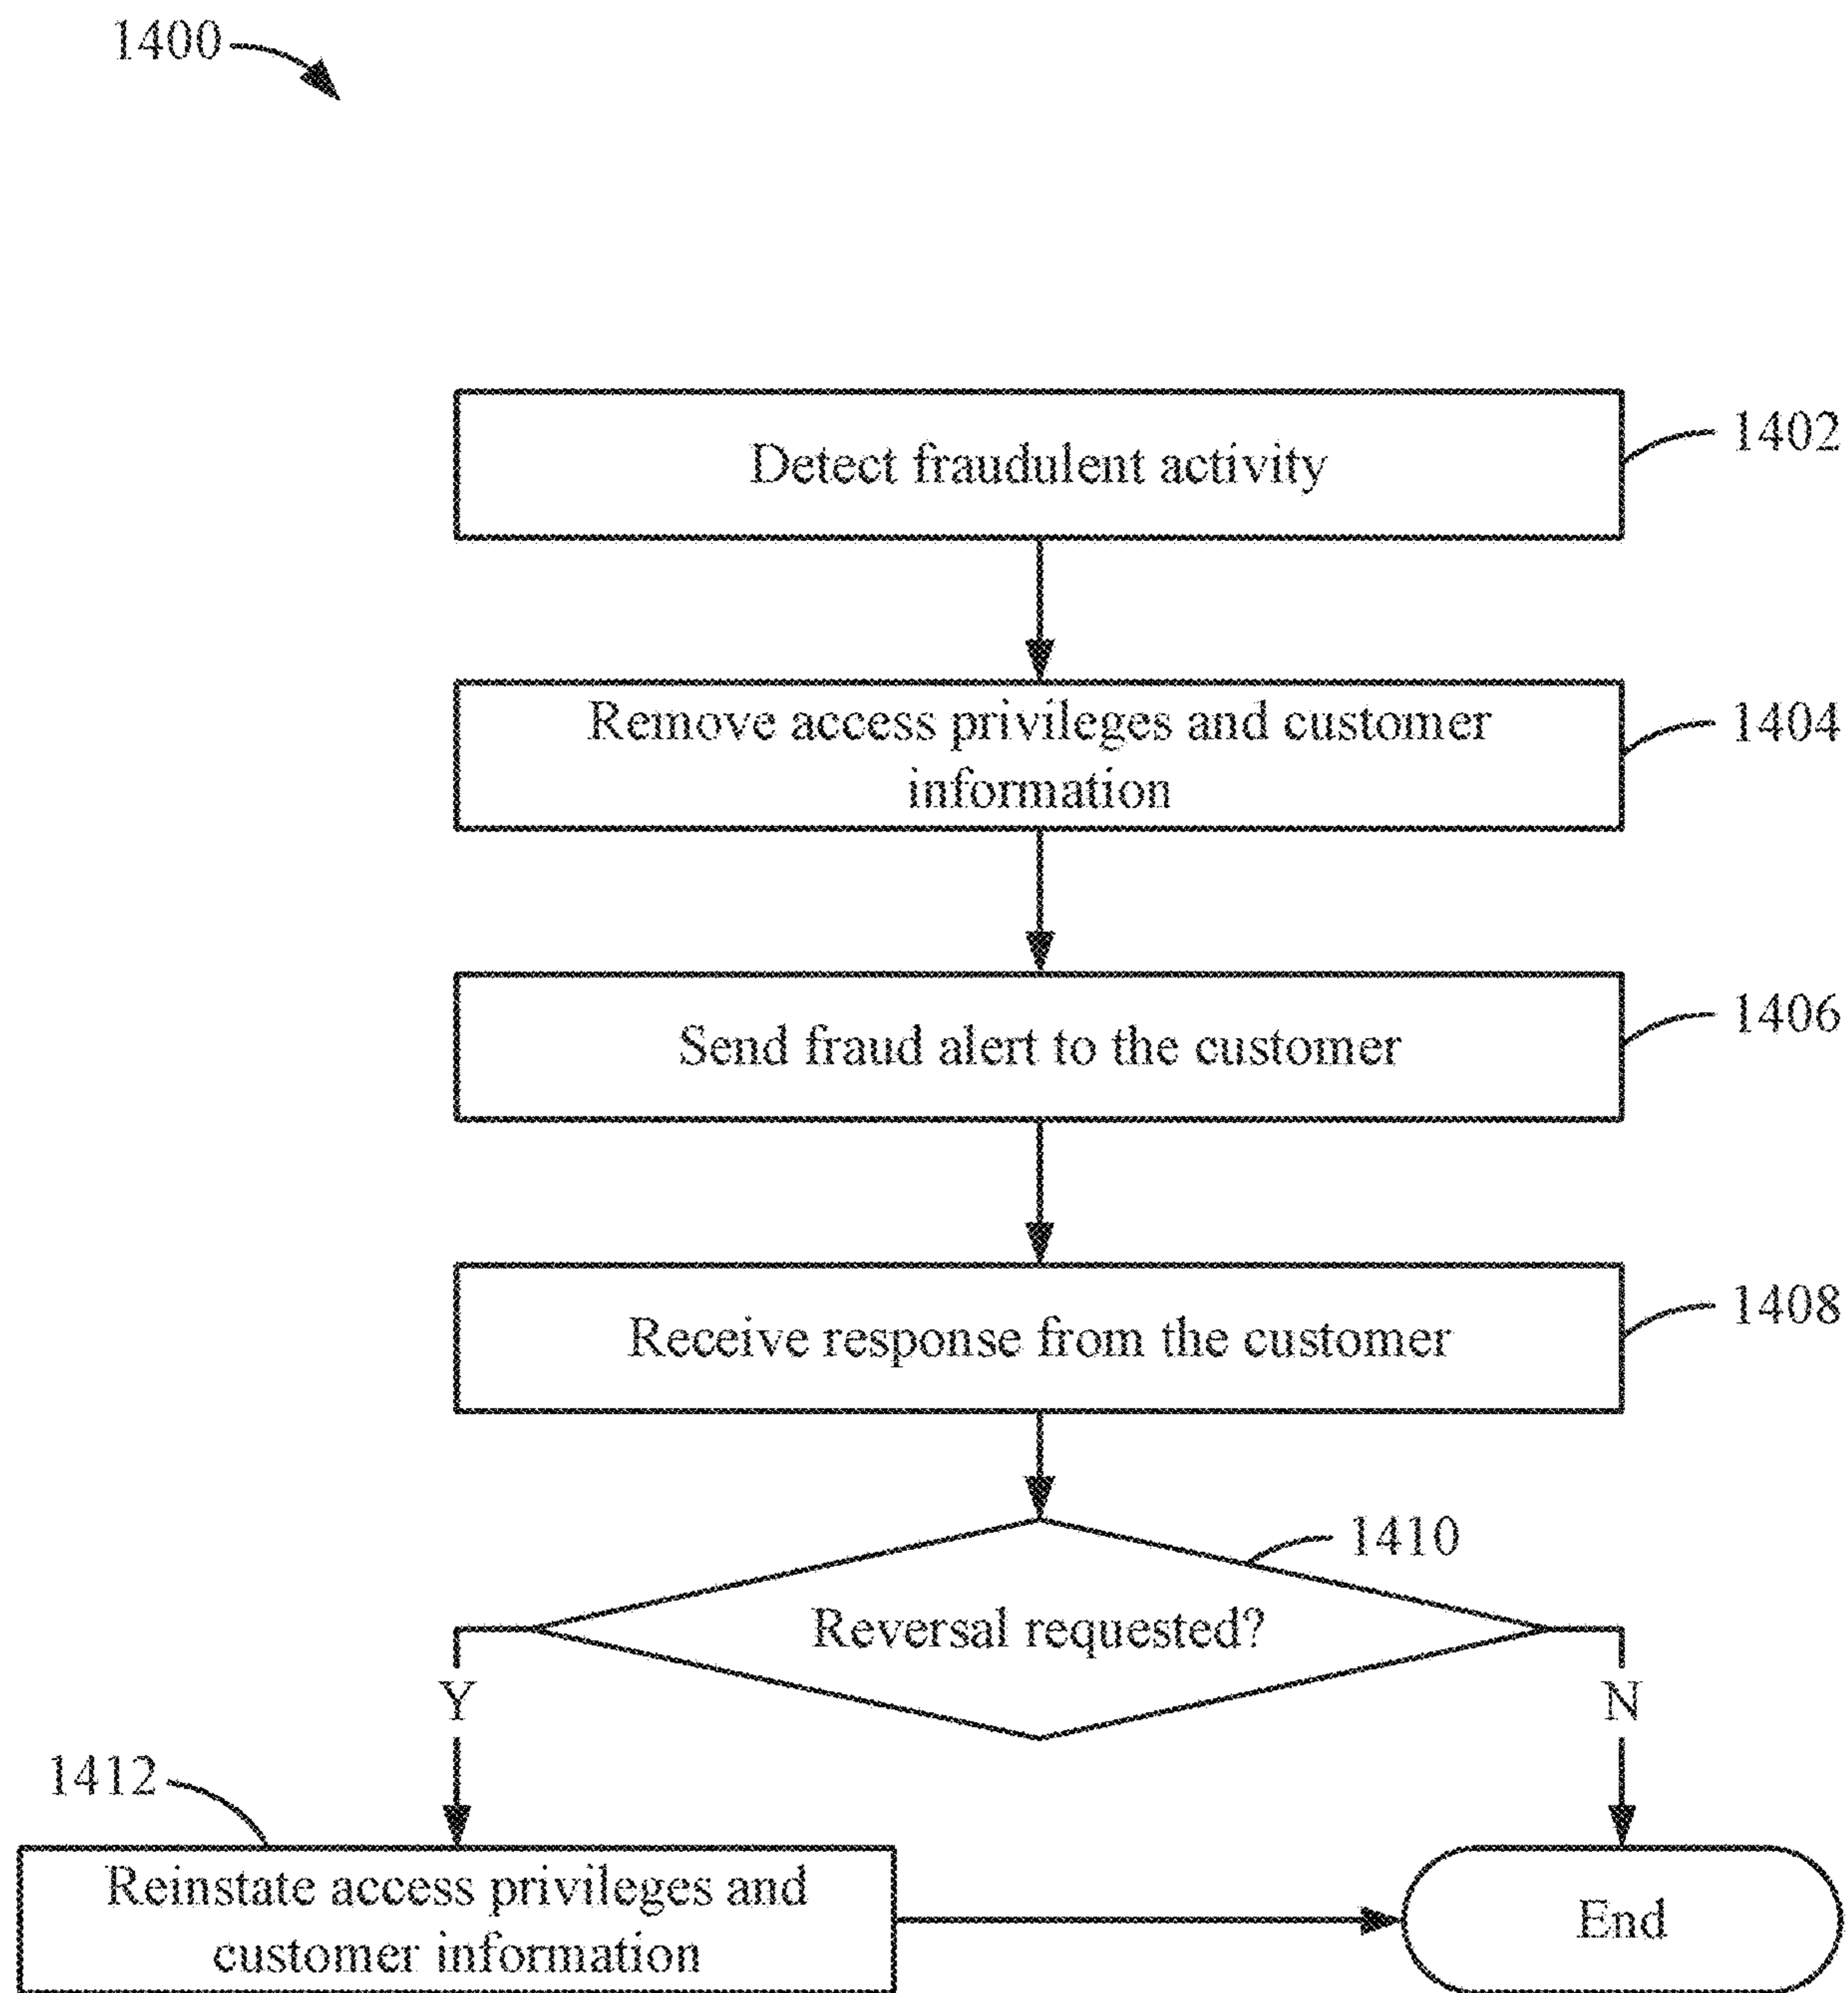 1400
Detect fraudulent activity
1402
Remove access privileges and customer
information
1404
Send fraud alert to the customer
1406
Receive response from the customer
1408
1410
Reversal requested?
Y
N
1412
Reinstate access privileges and
customer information
End